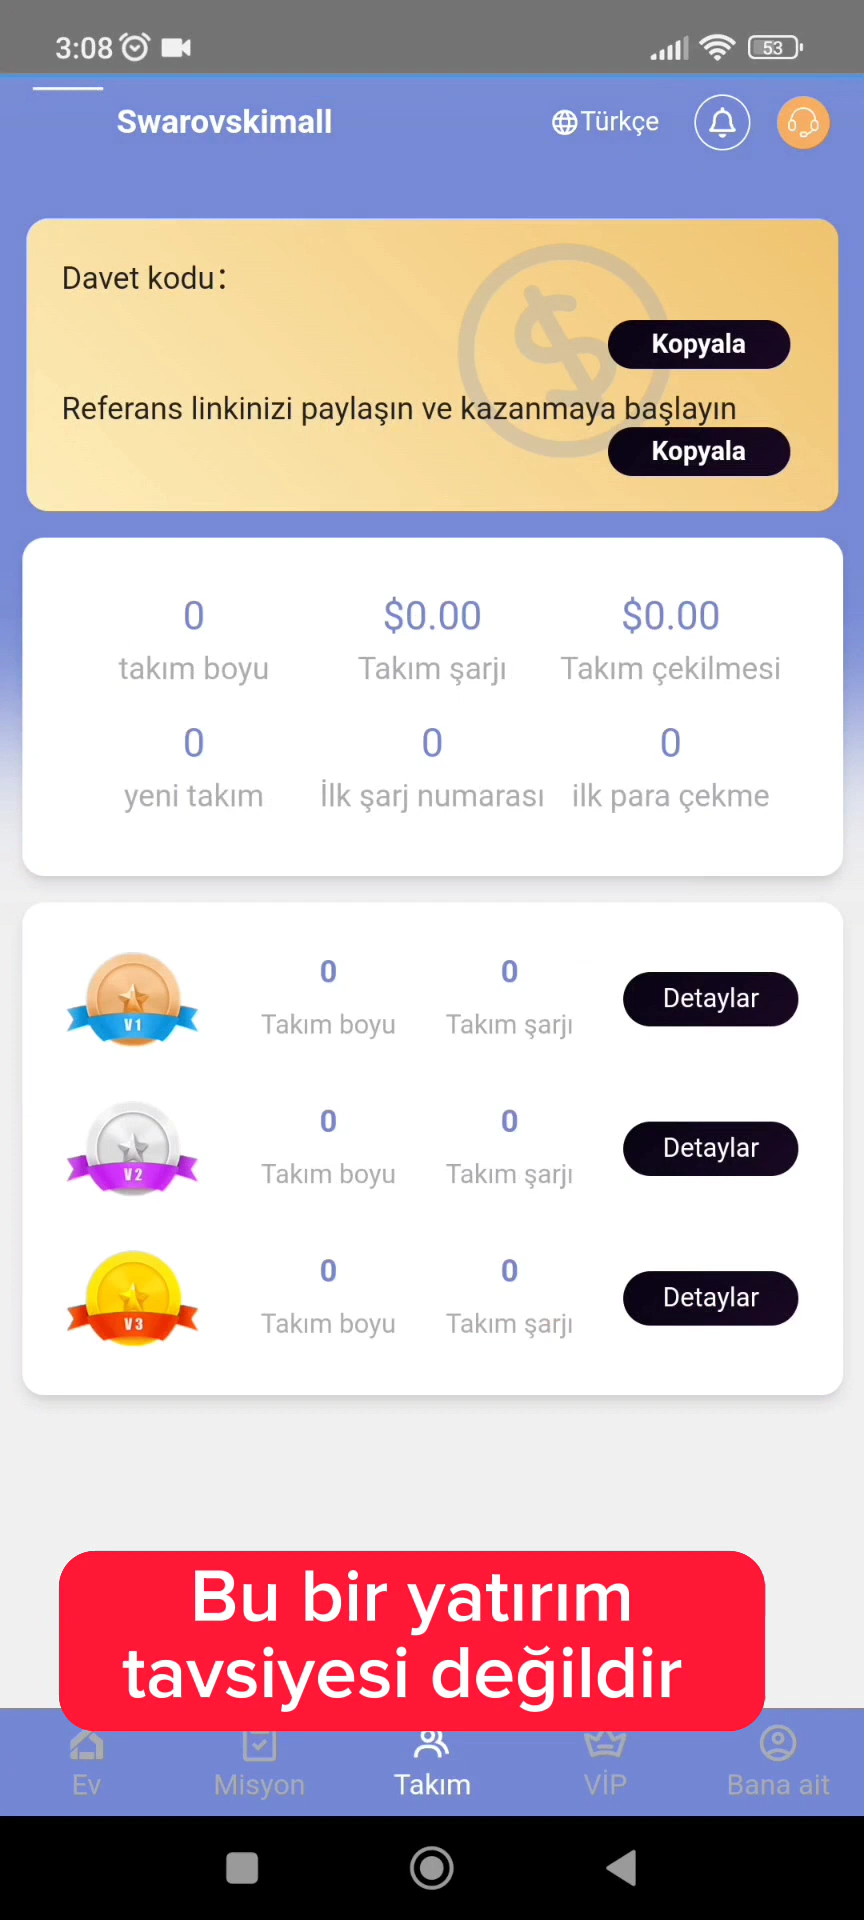 3:08
53
Swarovskimall
Türkçe
Davet kodu:
Kopyala
Referans linkinizi paylaşın ve kazanmaya başlayın
Kopyala
0 $0.00 $0.00
takım boyu Takım şarjı Takım çekilmesi
0 0 0
yeni takım İlk şarj numarası ilk para çekme
0 0
V1 Takım boyu Takım şarjı Detaylar
0 0
V2 Takım boyu Takım şarjı Detaylar
0 0
V3 Takım boyu Takım şarjı Detaylar
Bu bir yatırım
tavsiyesi değildir
Ev Misyon Takım VİP Bana ait